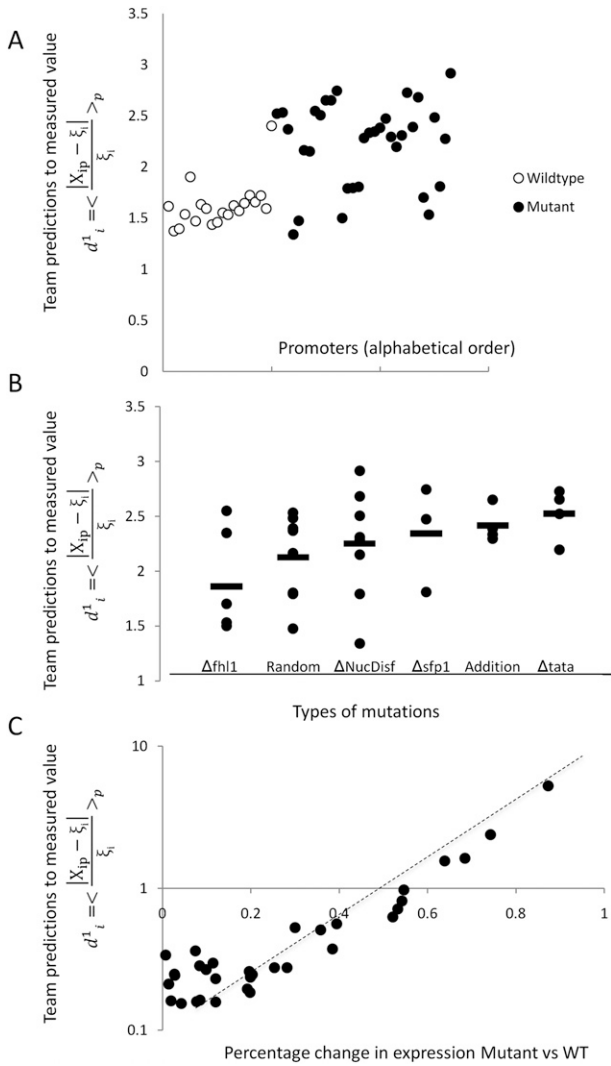 A
Team predictions to measured value
d¹ᵢ =< |Xᵢₚ − ξᵢ| / ξᵢ >ₚ
3.5
3
2.5
2
1.5
1
0.5
0
○ Wildtype
● Mutant
Promoters (alphabetical order)
B
Team predictions to measured value
d¹ᵢ =< |Xᵢₚ − ξᵢ| / ξᵢ >ₚ
3.5
3
2.5
2
1.5
1
Δfhl1 Random ΔNucDisf Δsfp1 Addition Δtata
Types of mutations
C
Team predictions to measured value
d¹ᵢ =< |Xᵢₚ − ξᵢ| / ξᵢ >ₚ
10
1
0.1
0 0.2 0.4 0.6 0.8 1
Percentage change in expression Mutant vs WT